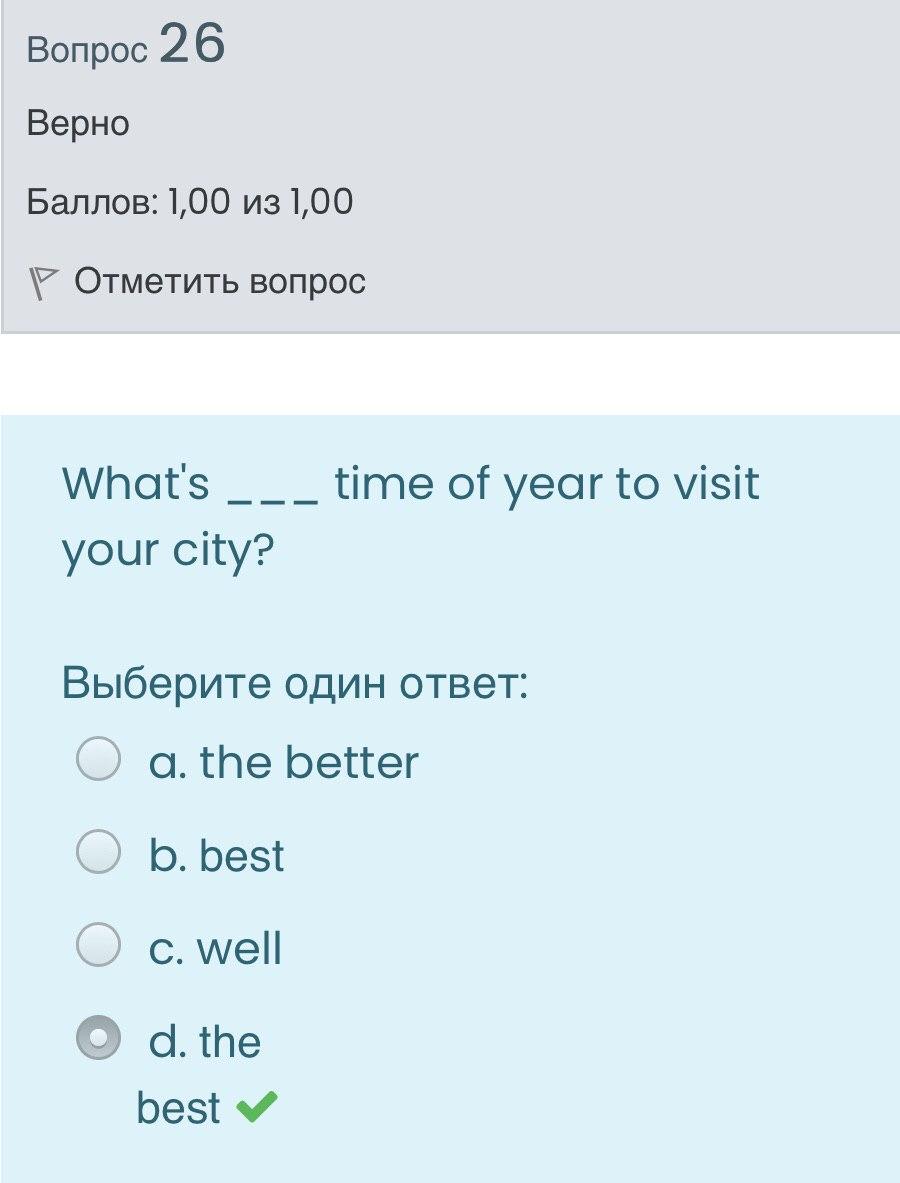 Вопрос 26
Верно
Баллов: 1,00 из 1,00
Отметить вопрос
What's ___ time of year to visit
your city?
Выберите один ответ:
a. the better
b. best
c. well
d. the
best